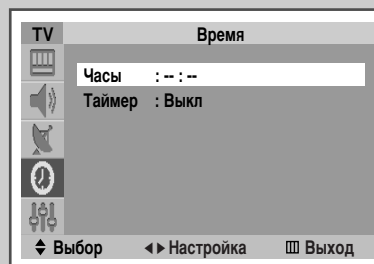 TV Время
Часы : -- : --
Таймер : Выкл
Выбор Настройка Выход